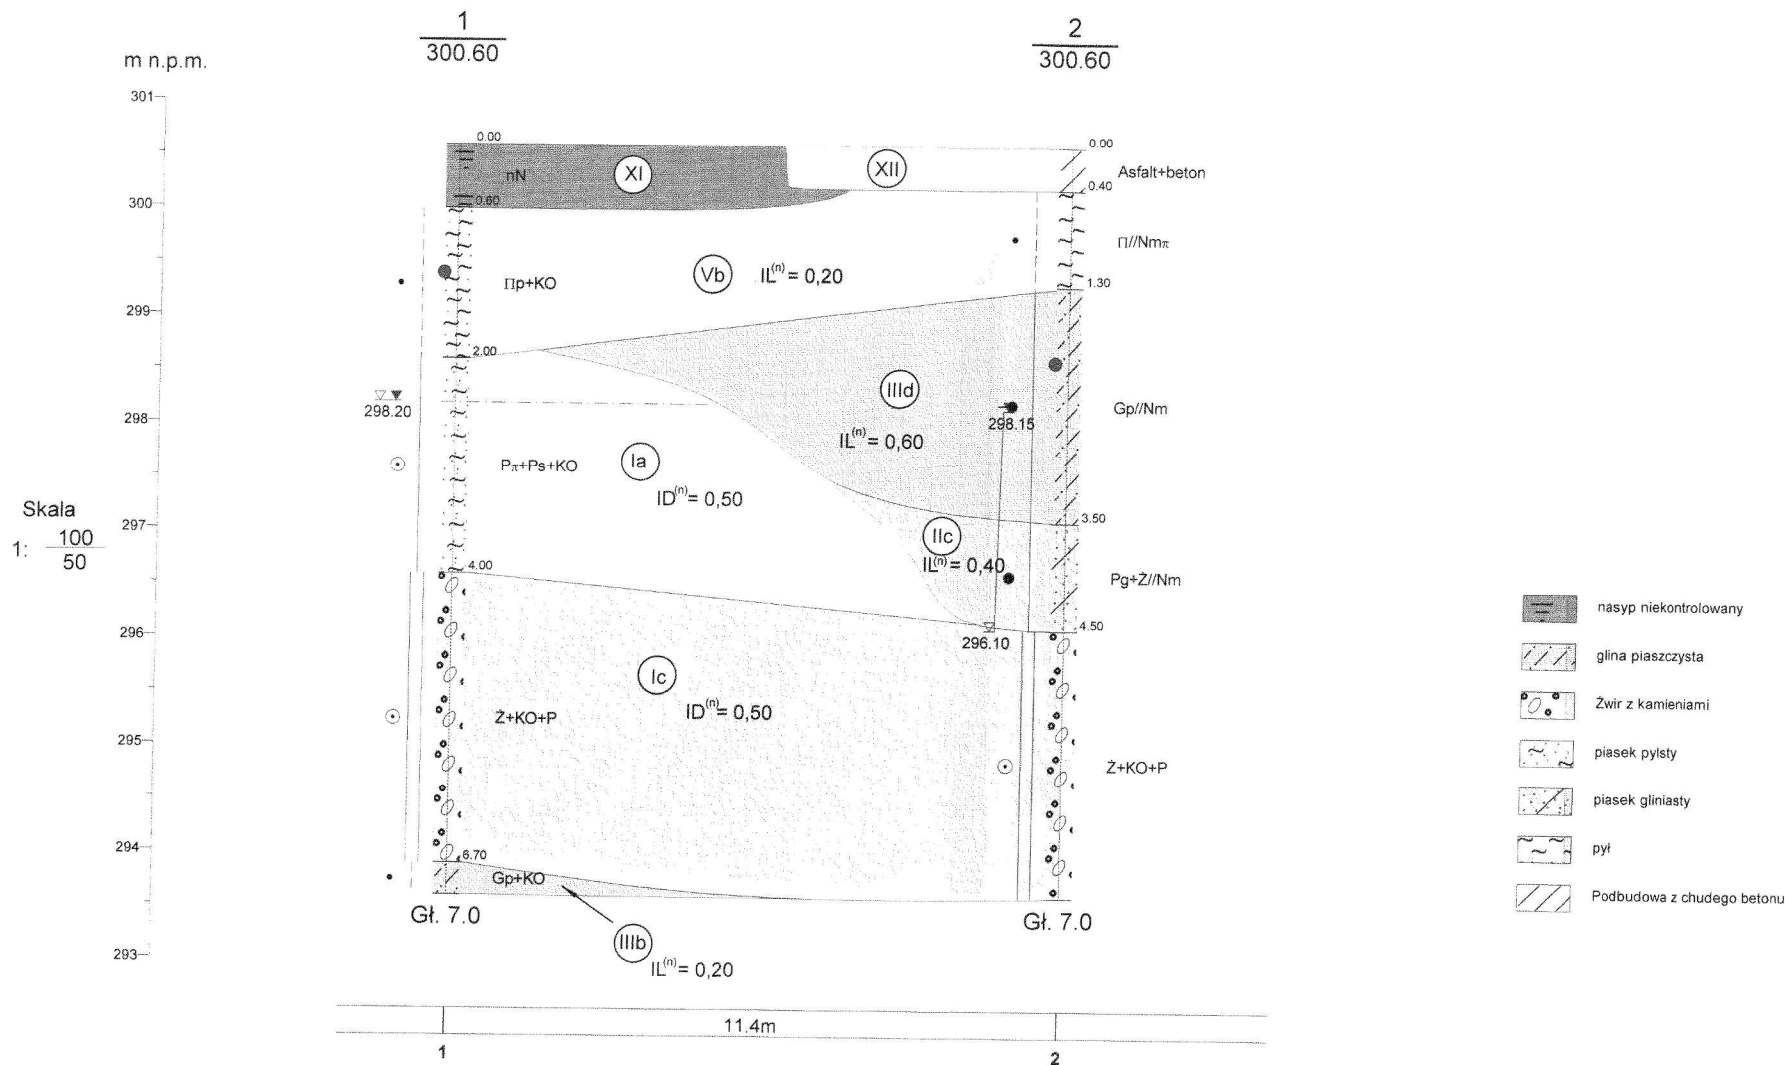 1
300.60
2
300.60
m n.p.m.
301
300
299
298
297
296
295
294
293
Skala
1: 100
50
0.00
nN
XI
XII
0.00
Asfalt+beton
0.40
0.60
Π//Nmπ
Vb
IL(n) = 0,20
Πp+KO
1.30
2.00
IIId
298.20
298.15
Gp//Nm
IL(n) = 0,60
Ia
Pπ+Ps+KO
ID(n) = 0,50
3.50
IIc
IL(n) = 0,40
4.00
Pg+Ż//Nm
4.50
296.10
Ic
ID(n) = 0,50
Ż+KO+P
Ż+KO+P
6.70
Gp+KO
Gł. 7.0
Gł. 7.0
IIIb
IL(n) = 0,20
11.4m
1
2
nasyp niekontrolowany
glina piaszczysta
Żwir z kamieniami
piasek pylsty
piasek gliniasty
pył
Podbudowa z chudego betonu